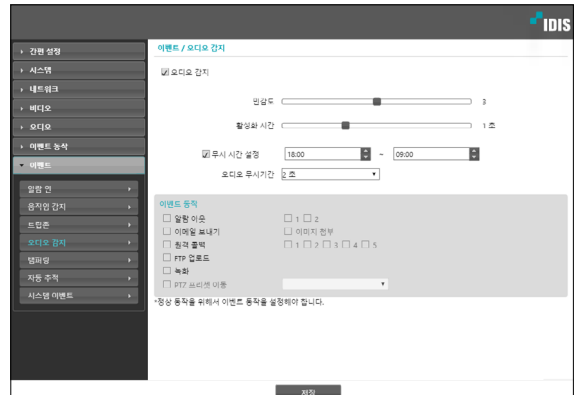 IDIS
간편 설정
시스템
네트워크
비디오
오디오
이벤트 동작
이벤트
알람 인
움직임 감지
트립존
오디오 감지
탬퍼링
자동 추적
시스템 이벤트
이벤트 / 오디오 감지
오디오 감지
민감도 3
활성화 시간 1 초
무시 시간 설정 18:00 ~ 09:00
오디오 무시기간 2 초
이벤트 동작
알람 아웃 1 2
이메일 보내기 이미지 첨부
원격 콜백 1 2 3 4 5
FTP 업로드
녹화
PTZ 프리셋 이동
*정상 동작을 위해서 이벤트 동작을 설정해야 합니다.
저장